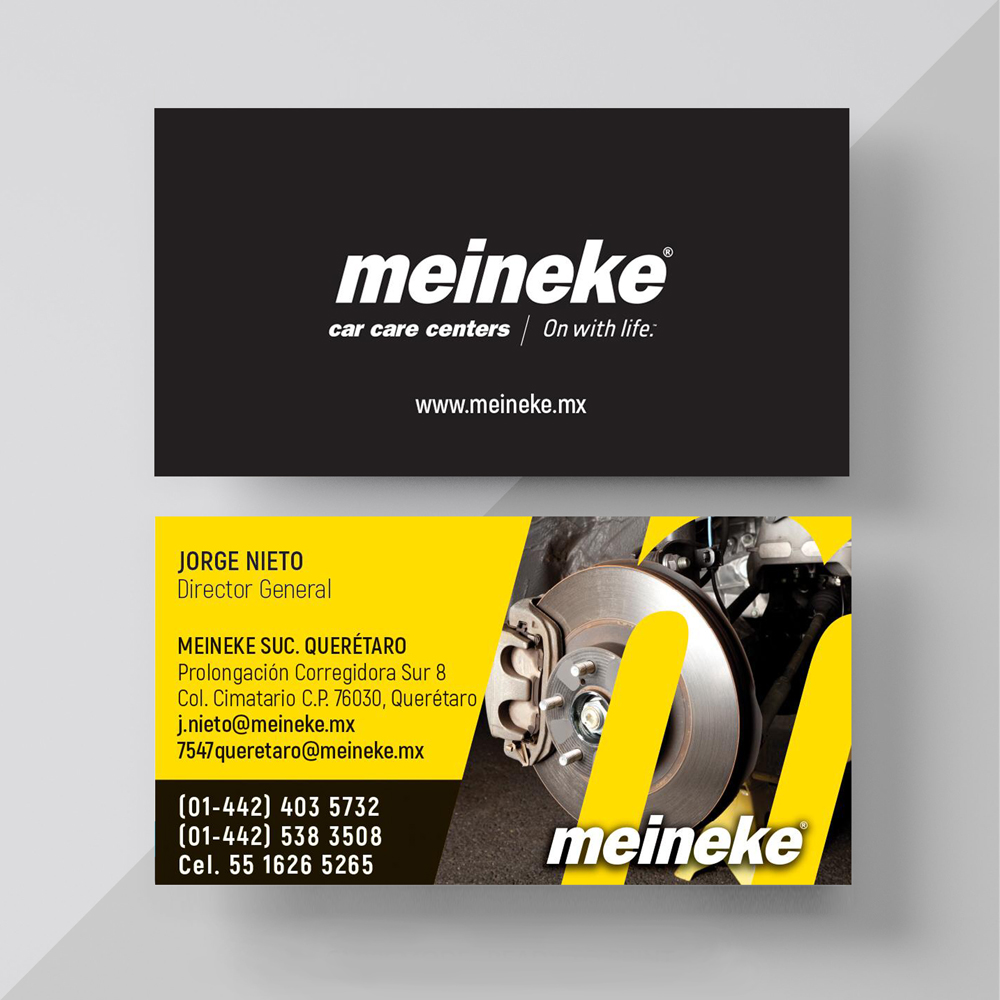 meineke®
car care centers / On with life.™
www.meineke.mx
JORGE NIETO
Director General
MEINEKE SUC. QUERÉTARO
Prolongación Corregidora Sur 8
Col. Cimatario C.P. 76030, Querétaro
j.nieto@meineke.mx
7547queretaro@meineke.mx
(01-442) 403 5732
(01-442) 538 3508
Cel. 55 1626 5265
meineke®